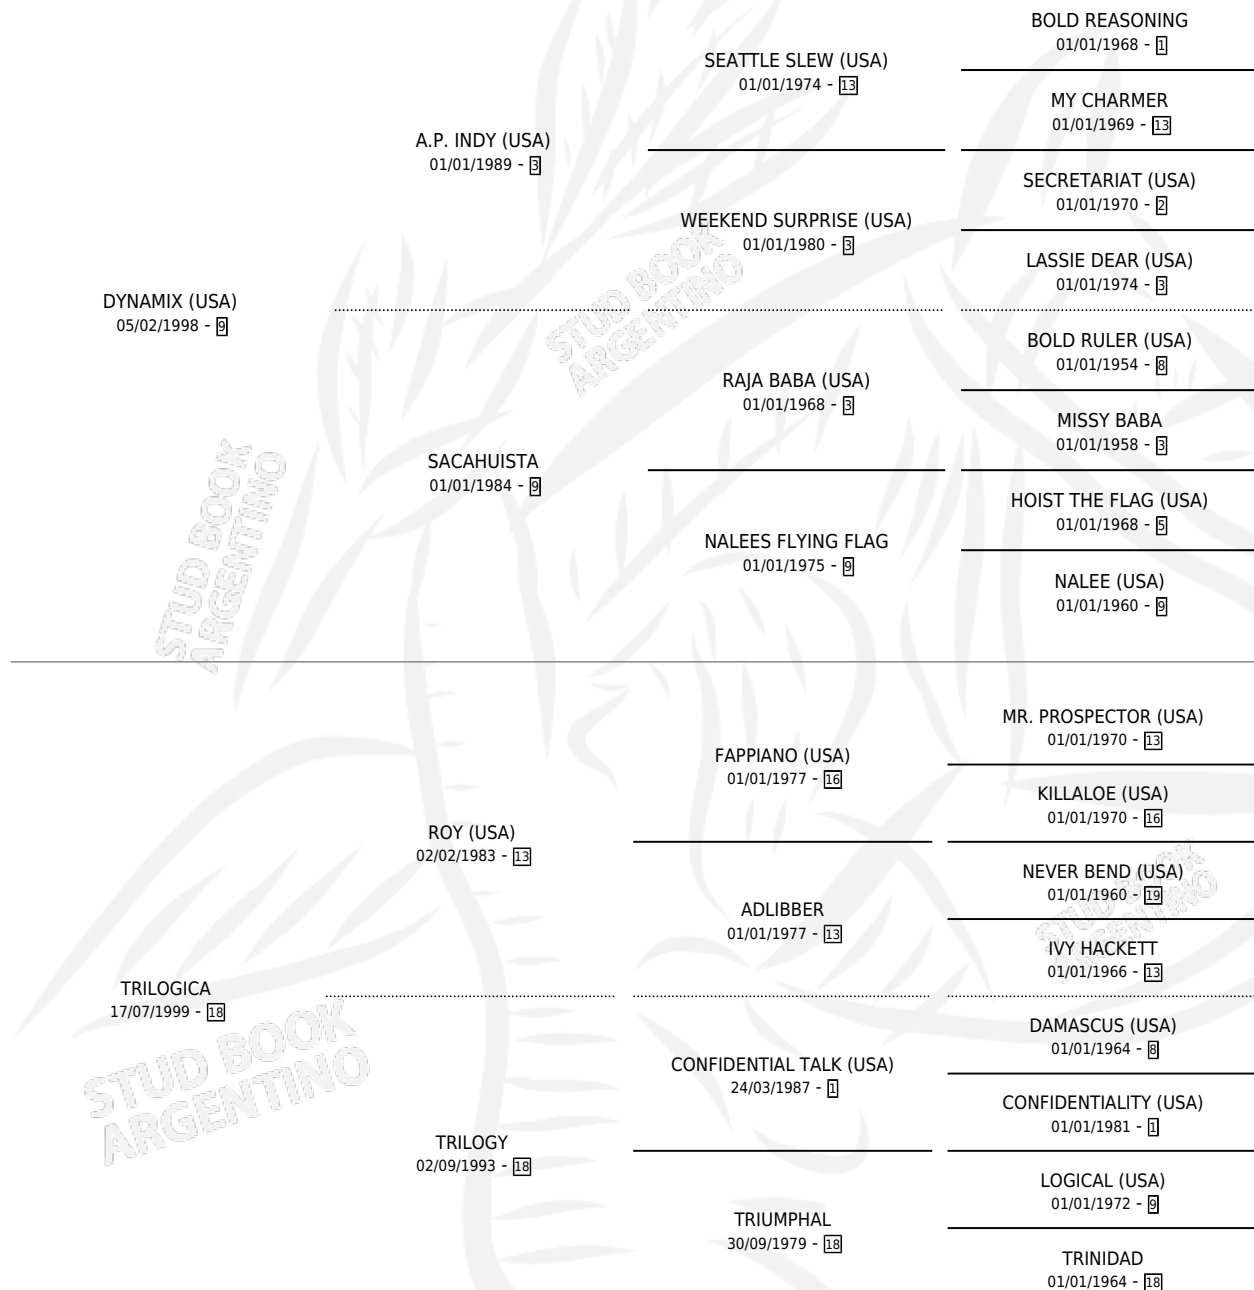 BOLD REASONING
01/01/1968 - 1
SEATTLE SLEW (USA)
01/01/1974 - 13
MY CHARMER
01/01/1969 - 13
A.P. INDY (USA)
01/01/1989 - 3
SECRETARIAT (USA)
01/01/1970 - 2
WEEKEND SURPRISE (USA)
01/01/1980 - 3
LASSIE DEAR (USA)
01/01/1974 - 3
DYNAMIX (USA)
05/02/1998 - 9
BOLD RULER (USA)
01/01/1954 - 8
RAJA BABA (USA)
01/01/1968 - 3
MISSY BABA
01/01/1958 - 3
SACAHUISTA
01/01/1984 - 9
HOIST THE FLAG (USA)
01/01/1968 - 5
NALEES FLYING FLAG
01/01/1975 - 9
NALEE (USA)
01/01/1960 - 9
MR. PROSPECTOR (USA)
01/01/1970 - 13
FAPPIANO (USA)
01/01/1977 - 16
KILLALOE (USA)
01/01/1970 - 16
ROY (USA)
02/02/1983 - 13
NEVER BEND (USA)
01/01/1960 - 19
ADLIBBER
01/01/1977 - 13
IVY HACKETT
01/01/1966 - 13
TRILOGICA
17/07/1999 - 18
DAMASCUS (USA)
01/01/1964 - 8
CONFIDENTIAL TALK (USA)
24/03/1987 - 1
CONFIDENTIALITY (USA)
01/01/1981 - 1
TRILOGY
02/09/1993 - 18
LOGICAL (USA)
01/01/1972 - 9
TRIUMPHAL
30/09/1979 - 18
TRINIDAD
01/01/1964 - 18
STUD BOOK
ARGENTINO
STUD BOOK
ARGENTINO
STUD BOOK
ARGENTINO
STUD BOOK
ARGENTINO